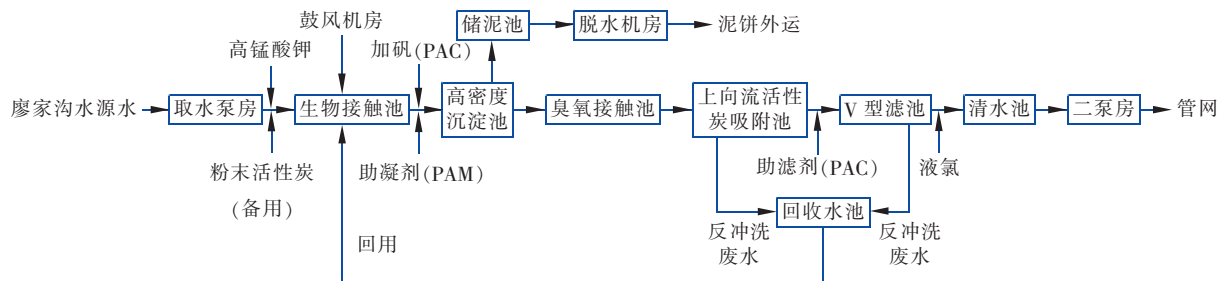 鼓风机房
储泥池
脱水机房
泥饼外运
高锰酸钾
加矾(PAC)
廖家沟水源水
取水泵房
生物接触池
高密度
沉淀池
臭氧接触池
上向流活性
炭吸附池
V 型滤池
清水池
二泵房
管网
粉末活性炭
(备用)
助凝剂(PAM)
助滤剂(PAC)
液氯
回收水池
反冲洗
废水
反冲洗
废水
回用